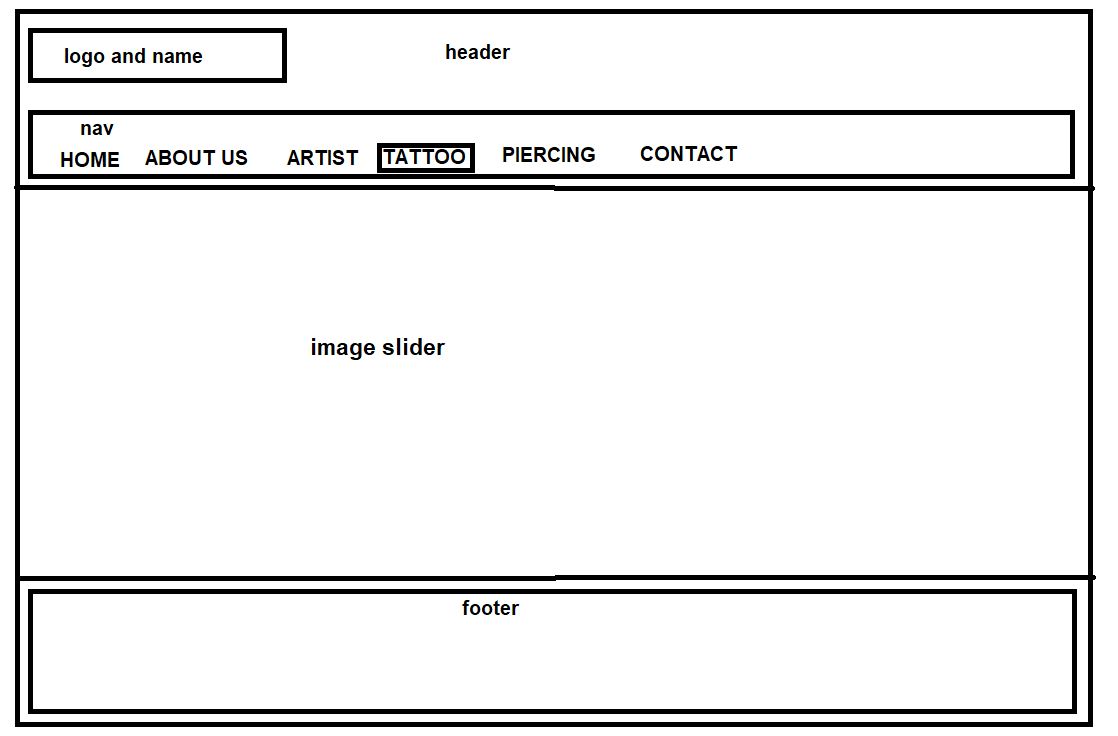 logo and name
header
nav
HOME ABOUT US ARTIST TATTOO PIERCING CONTACT
image slider
footer